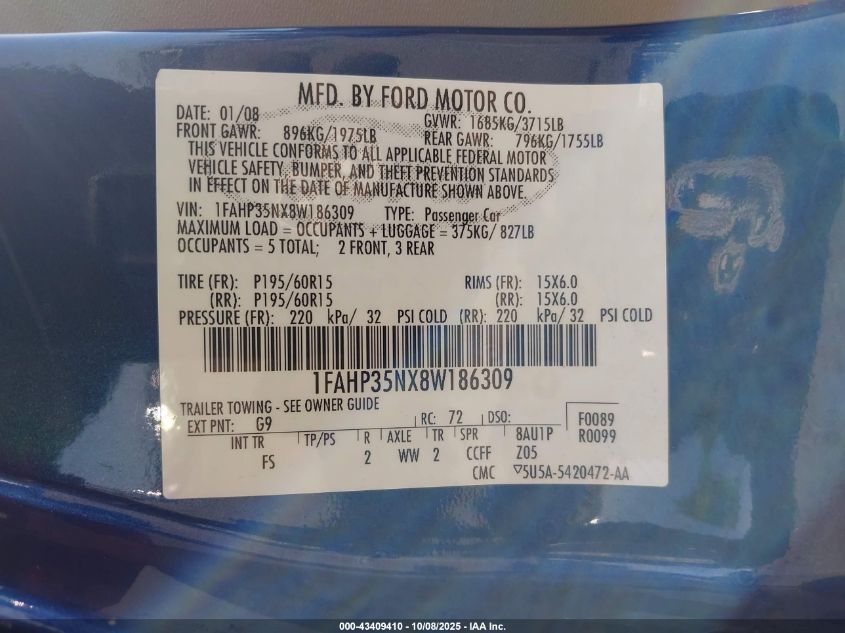 MFD. BY FORD MOTOR CO.
DATE: 01/08 GVWR: 1685KG/3715LB
FRONT GAWR: 896KG/1975LB REAR GAWR: 796KG/1755LB
THIS VEHICLE CONFORMS TO ALL APPLICABLE FEDERAL MOTOR
VEHICLE SAFETY, BUMPER, AND THEFT PREVENTION STANDARDS
IN EFFECT ON THE DATE OF MANUFACTURE SHOWN ABOVE.
VIN: 1FAHP35NX8W186309 TYPE: Passenger Car
MAXIMUM LOAD = OCCUPANTS + LUGGAGE = 375KG/ 827LB
OCCUPANTS = 5 TOTAL; 2 FRONT, 3 REAR
TIRE (FR): P195/60R15 RIMS (FR): 15X6.0
(RR): P195/60R15 (RR): 15X6.0
PRESSURE (FR): 220 kPa/ 32 PSI COLD (RR): 220 kPa/ 32 PSI COLD
1FAHP35NX8W186309
TRAILER TOWING - SEE OWNER GUIDE
EXT PNT: G9 RC: 72 DSO: F0089
INT TR TP/PS R AXLE TR SPR 8AU1P R0099
FS 2 WW 2 CCFF Z05
CMC ▽5U5A-5420472-AA
000-43409410 - 10/08/2025 - IAA Inc.